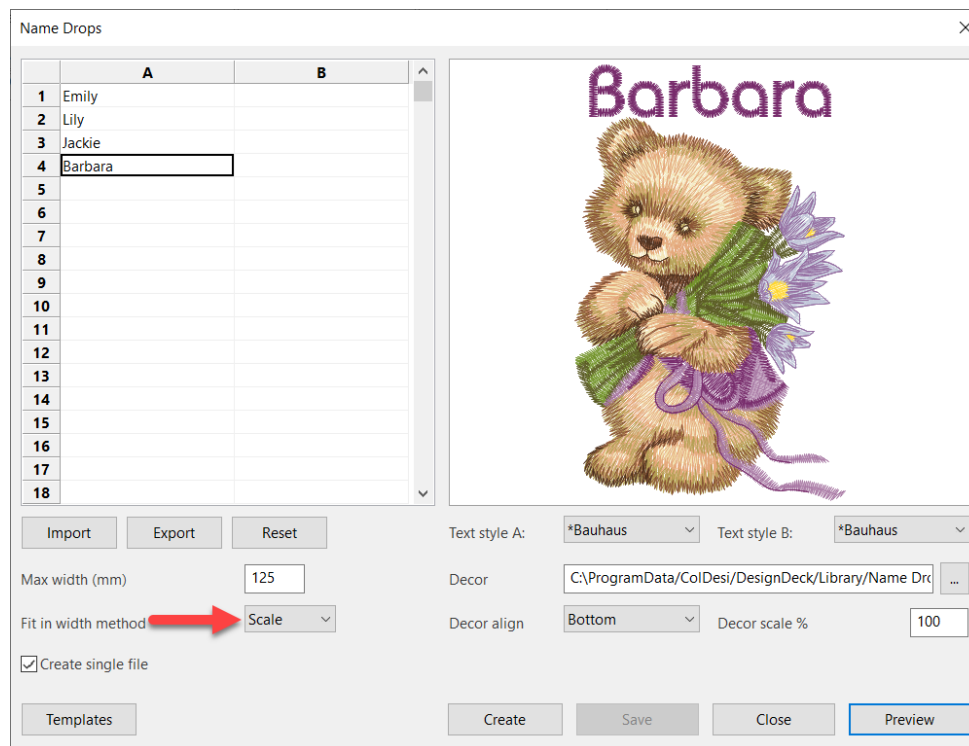 Name Drops
A B
1 Emily
2 Lily
3 Jackie
4 Barbara
5
6
7
8
9
10
11
12
13
14
15
16
17
18
Barbara
Import Export Reset
Text style A: *Bauhaus Text style B: *Bauhaus
Max width (mm) 125
Decor C:\ProgramData/ColDesi/DesignDeck/Library/Name Dro ...
Fit in width method Scale
Decor align Bottom Decor scale % 100
Create single file
Templates Create Save Close Preview